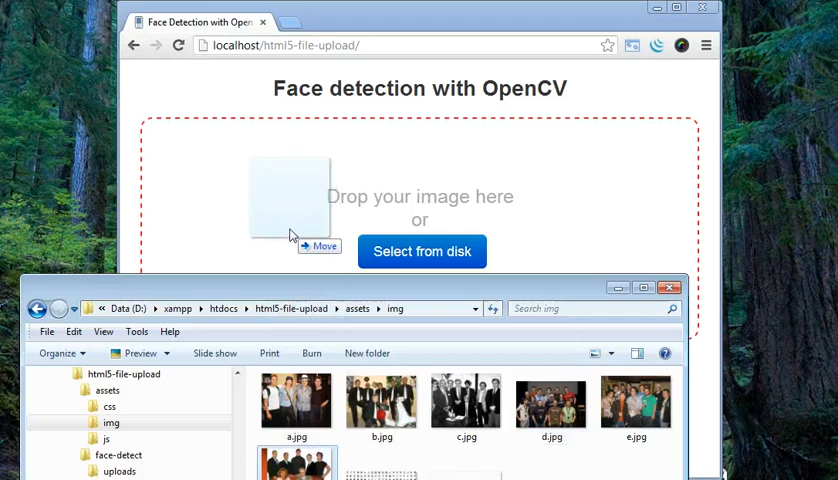 Face Detection with Open
localhost/html5-file-upload/
Face detection with OpenCV
Drop your image here
or
Move
Select from disk
Data (D:) xampp htdocs html5-file-upload assets img
Search img
File Edit View Tools Help
Organize Preview Slide show Print Burn New folder
html5-file-upload
assets
css
img
js
face-detect
uploads
a.jpg b.jpg c.jpg d.jpg e.jpg